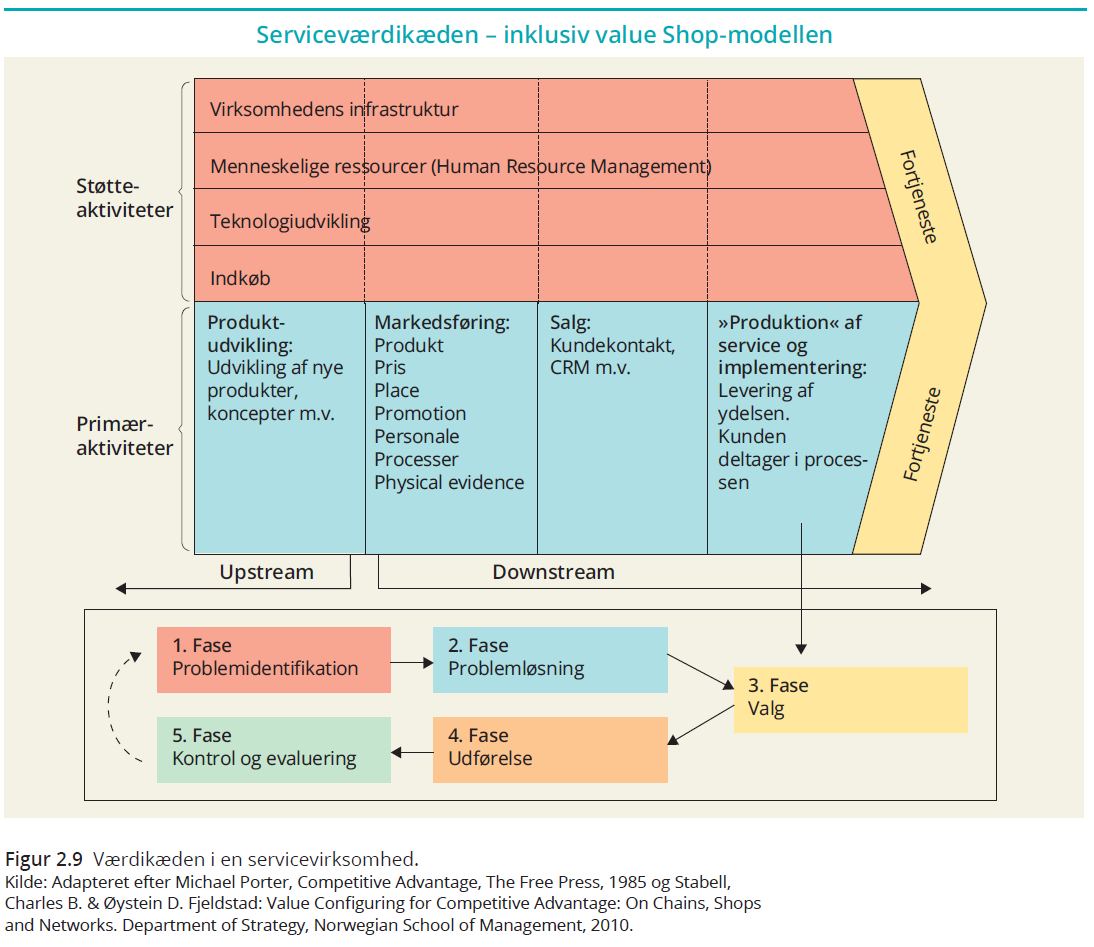 Serviceværdikæden – inklusiv value Shop-modellen
Støtte-
aktiviteter
Virksomhedens infrastruktur
Menneskelige ressourcer (Human Resource Management)
Teknologiudvikling
Indkøb
Fortjeneste
Primær-
aktiviteter
Produkt-
udvikling:
Udvikling af nye
produkter,
koncepter m.v.
Markedsføring:
Produkt
Pris
Place
Promotion
Personale
Processer
Physical evidence
Salg:
Kundekontakt,
CRM m.v.
»Produktion« af
service og
implementering:
Levering af
ydelsen.
Kunden
deltager i proces-
sen
Fortjeneste
Upstream
Downstream
1. Fase
Problemidentifikation
2. Fase
Problemløsning
3. Fase
Valg
4. Fase
Udførelse
5. Fase
Kontrol og evaluering
Figur 2.9 Værdikæden i en servicevirksomhed.
Kilde: Adapteret efter Michael Porter, Competitive Advantage, The Free Press, 1985 og Stabell,
Charles B. & Øystein D. Fjeldstad: Value Configuring for Competitive Advantage: On Chains, Shops
and Networks. Department of Strategy, Norwegian School of Management, 2010.